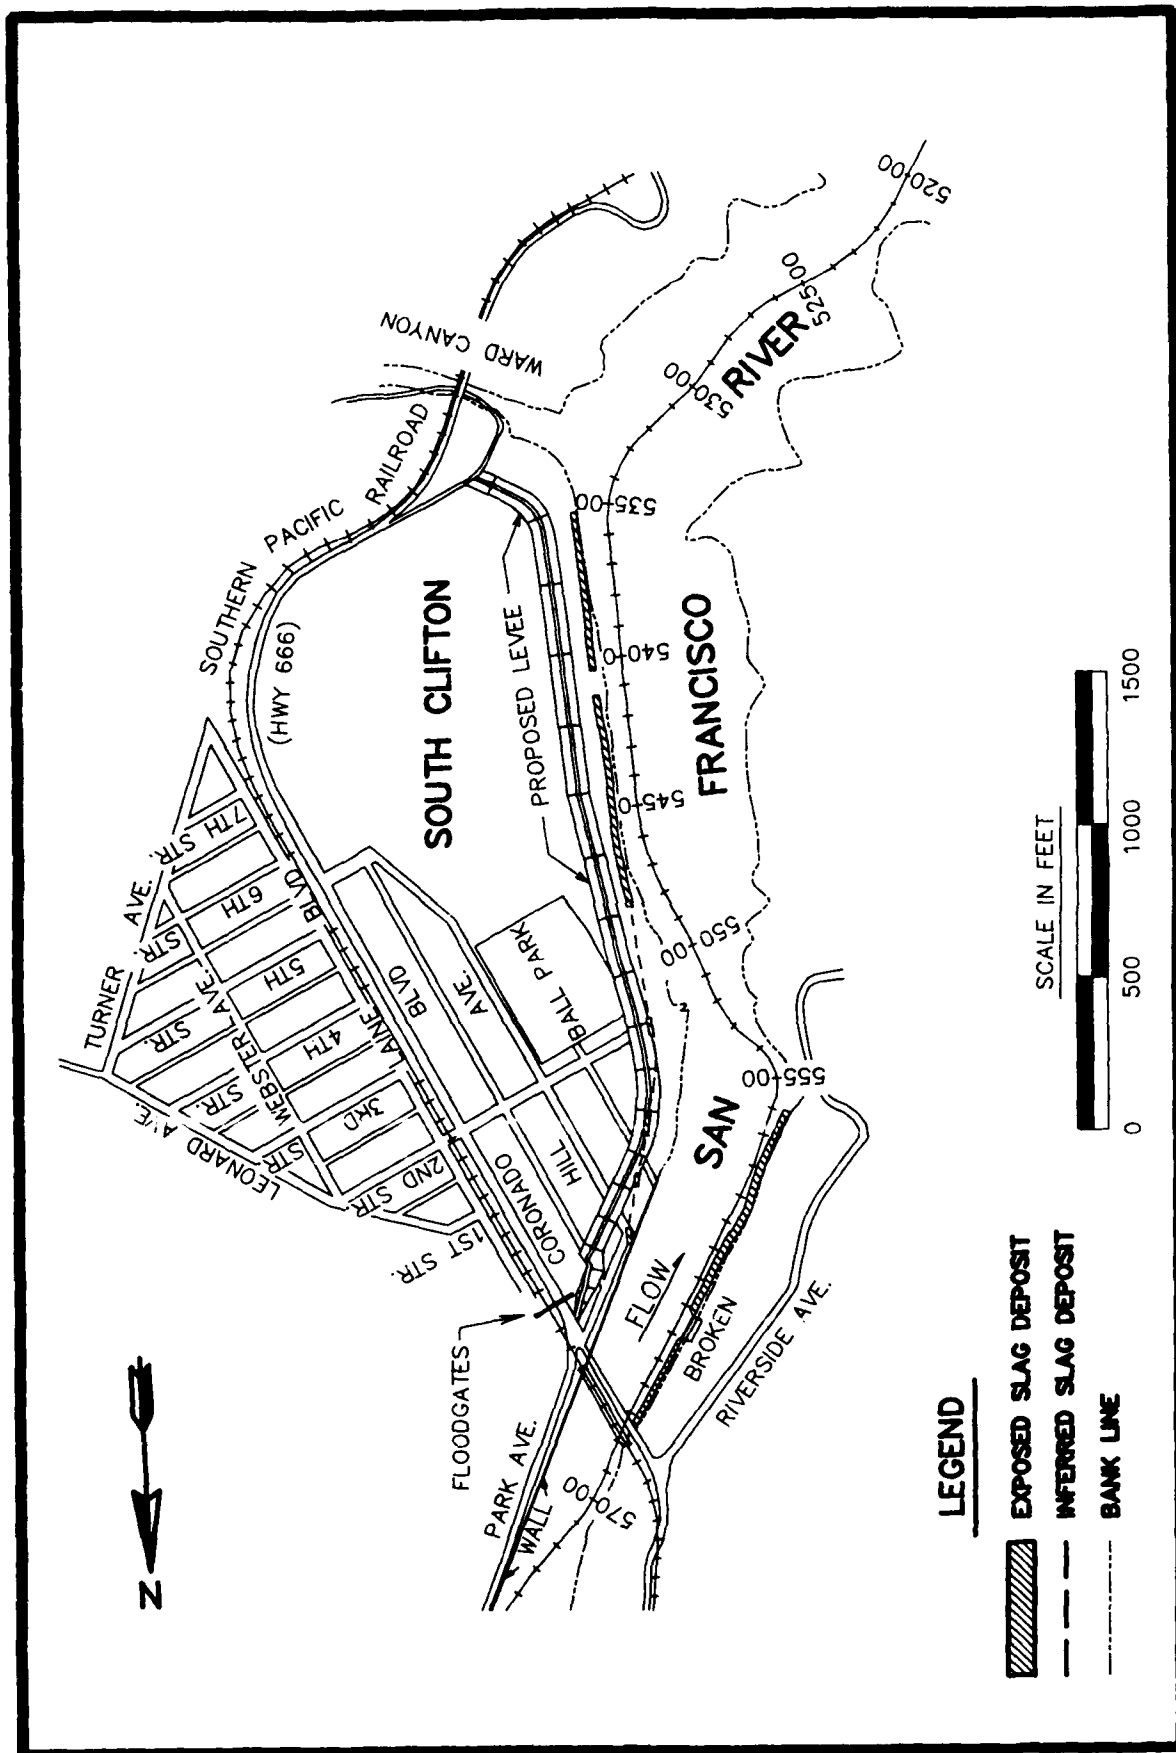 N
TURNER AVE.
LEONARD AVE.
WEBSTER AVE.
7TH STR.
6TH STR.
5TH STR.
4TH STR.
3RD STR.
2ND STR.
1ST STR.
BLVD
CORONADO BLVD
HILL AVE.
BALL PARK
SOUTHERN PACIFIC RAILROAD
(HWY 666)
WARD CANYON
SOUTH CLIFTON
PROPOSED LEVEE
FLOODGATES
PARK AVE.
WALL
FLOW
BROKEN
RIVERSIDE AVE.
SAN FRANCISCO RIVER
570+00
555+00
550+00
545+0
540+0
535+00
530+00
525+00
520+00
LEGEND
EXPOSED SLAG DEPOSIT
INFERRED SLAG DEPOSIT
BANK LINE
SCALE IN FEET
0 500 1000 1500